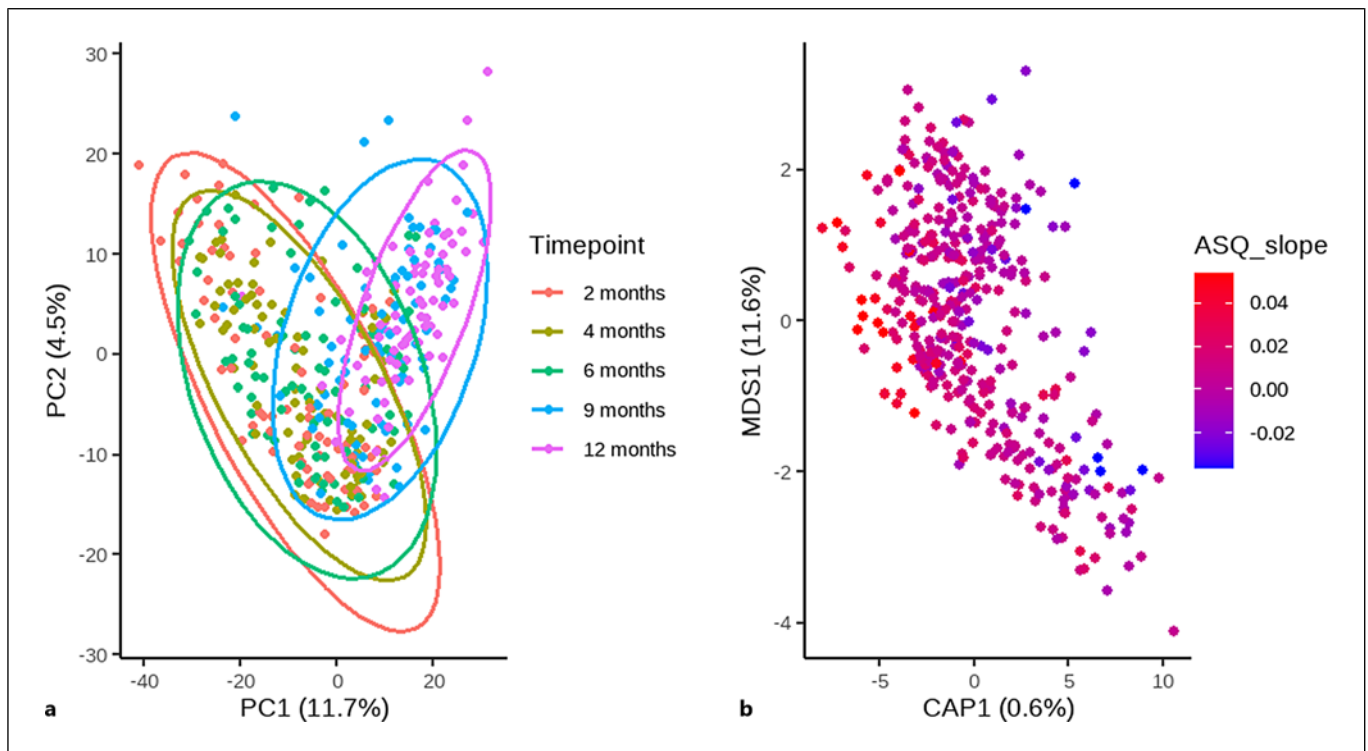 30
20
10
0
-10
-20
-30
PC2 (4.5%)
-40 -20 0 20
PC1 (11.7%)
a
Timepoint
2 months
4 months
6 months
9 months
12 months
2
0
-2
-4
MDS1 (11.6%)
-5 0 5 10
CAP1 (0.6%)
b
ASQ_slope
0.04
0.02
0.00
-0.02